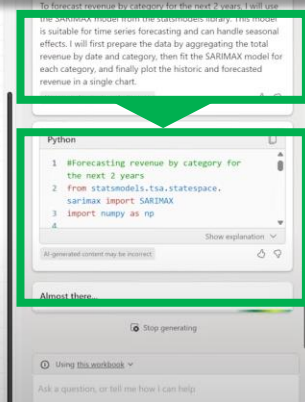 To forecast revenue by category for the next 2 years, I will use
the SARIMAX model from the statsmodels library. This model
is suitable for time series forecasting and can handle seasonal
effects. I will first prepare the data by aggregating the total
revenue by date and category, then fit the SARIMAX model for
each category, and finally plot the historic and forecasted
revenue in a single chart.
Python
1 #Forecasting revenue by category for
the next 2 years
2 from statsmodels.tsa.statespace.
sarimax import SARIMAX
3 import numpy as np
4
Show explanation
AI-generated content may be incorrect
Almost there...
Stop generating
Using this workbook
Ask a question, or tell me how I can help